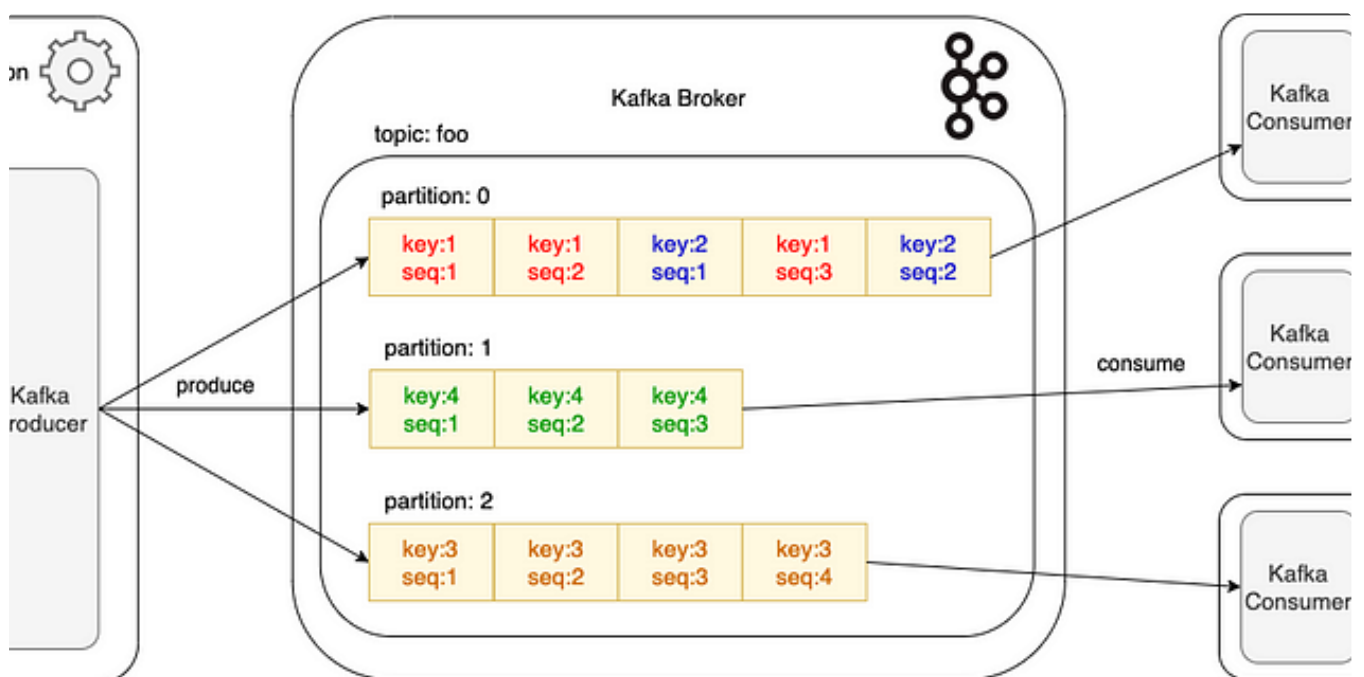 on
Kafka
roducer
produce
Kafka Broker
topic: foo
partition: 0
key:1 key:1 key:2 key:1 key:2
seq:1 seq:2 seq:1 seq:3 seq:2
partition: 1
key:4 key:4 key:4
seq:1 seq:2 seq:3
partition: 2
key:3 key:3 key:3 key:3
seq:1 seq:2 seq:3 seq:4
consume
Kafka
Consumer
Kafka
Consumer
Kafka
Consumer